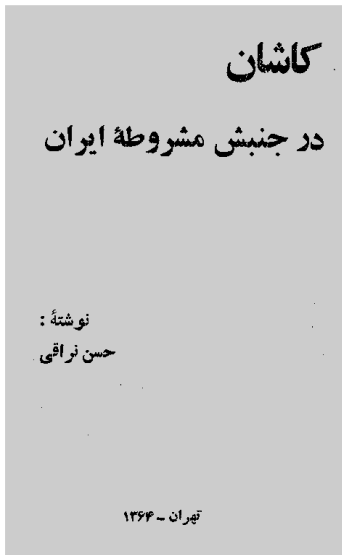 کاشان
در جنبش مشروطهٔ ایران
نوشتهٔ :
حسن نراقی
تهران ـ ۱۳۶۴